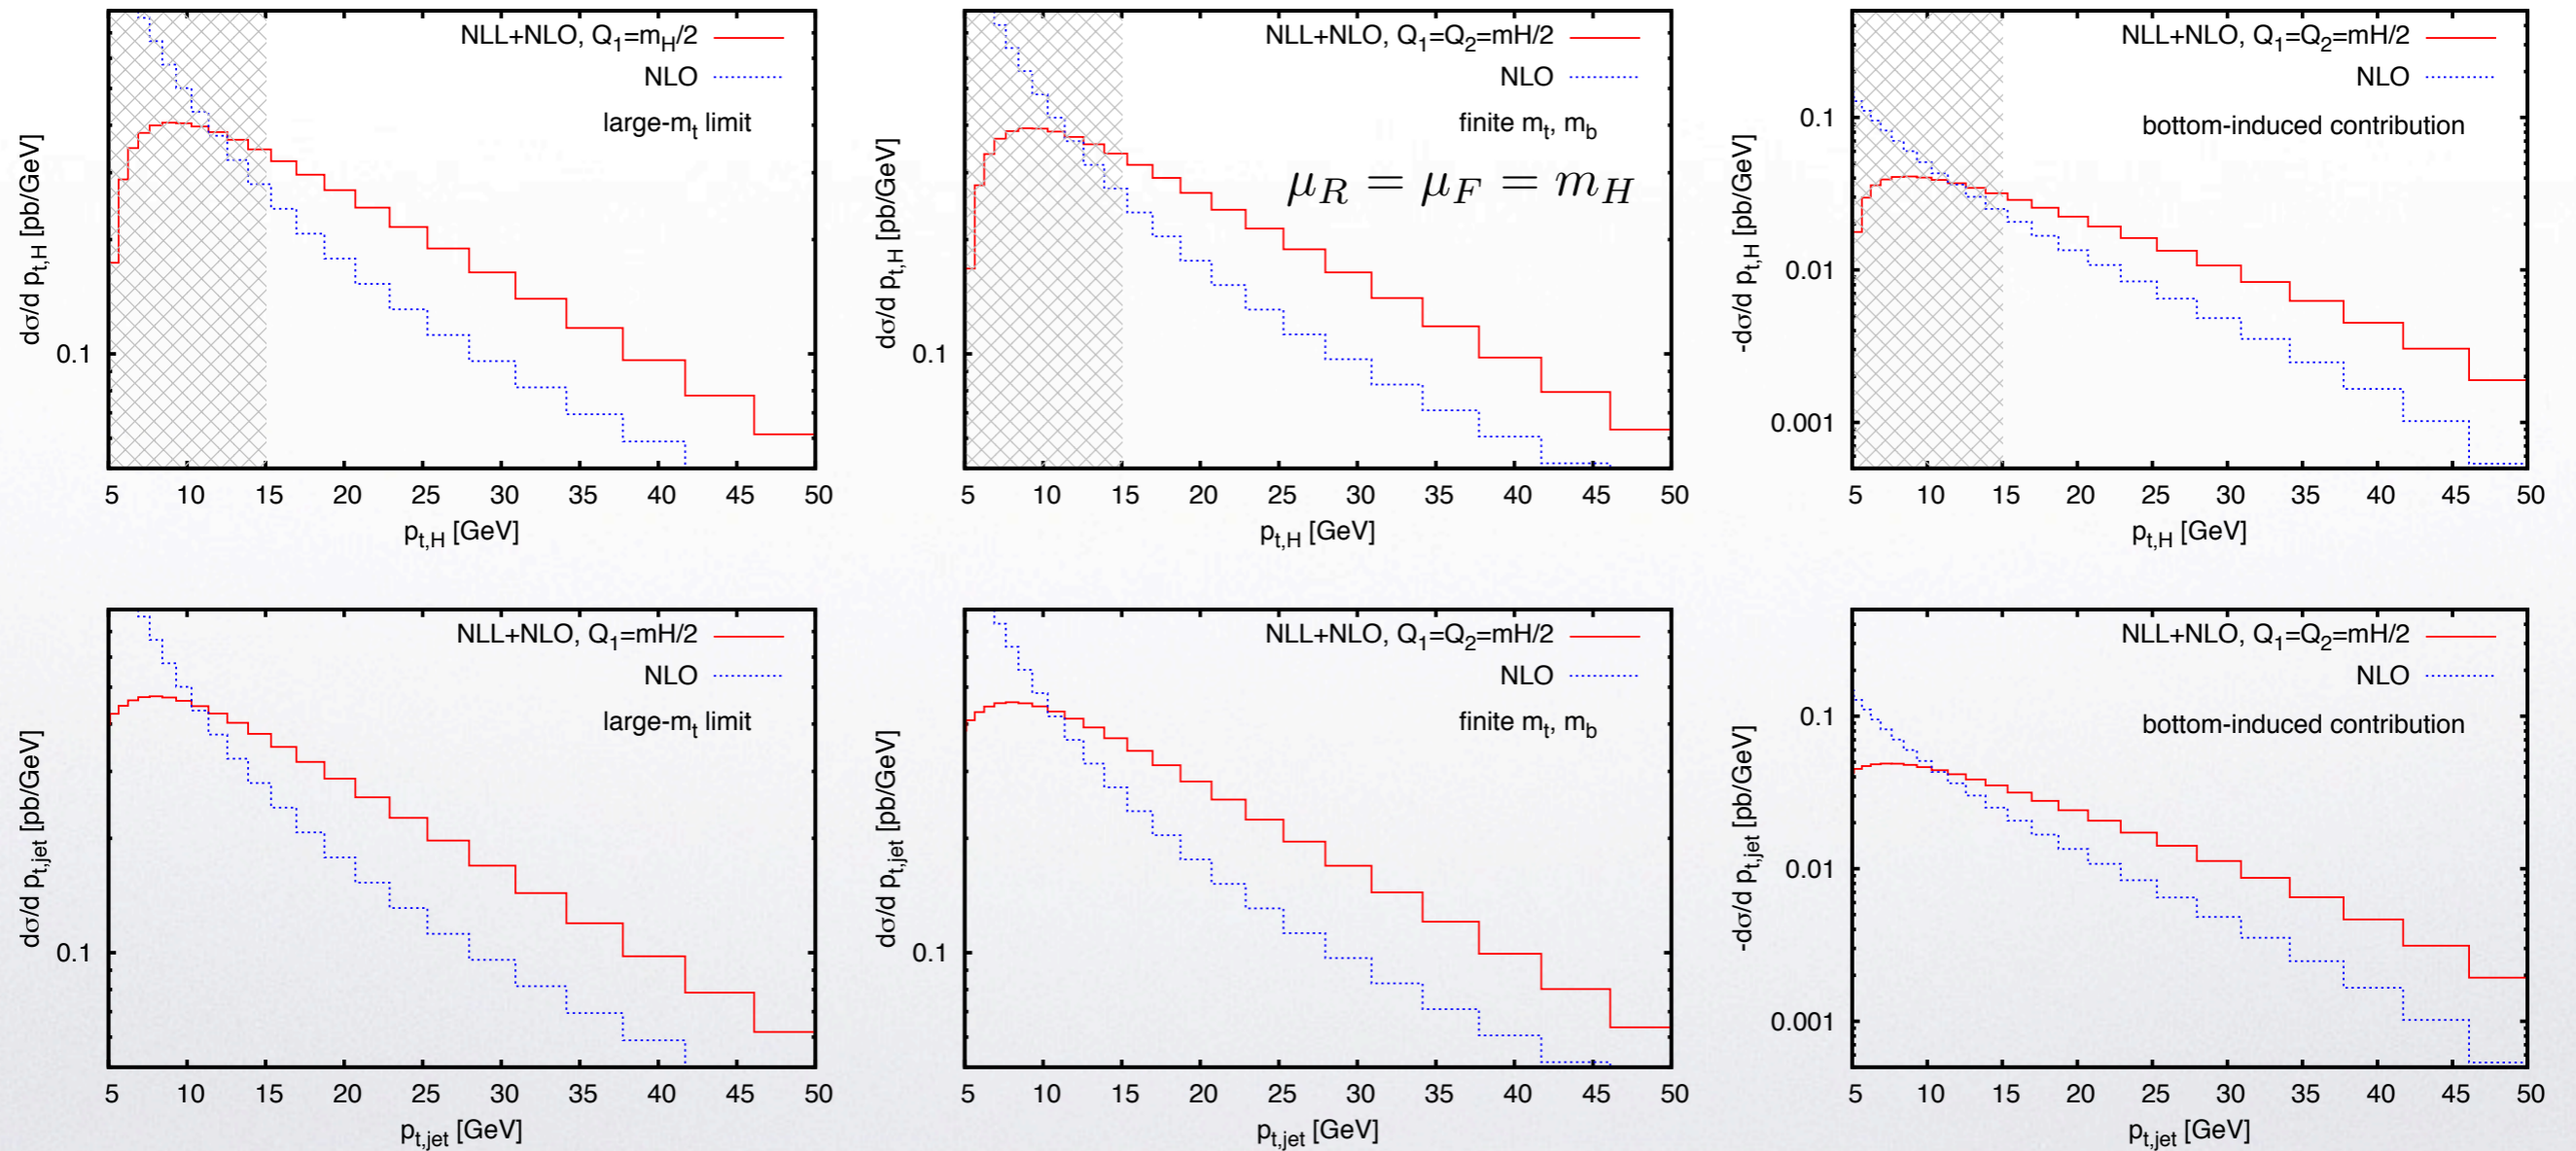 NLL+NLO, Q1=mH/2
NLO
large-mt limit
dσ/d pt,H [pb/GeV]
0.1
5 10 15 20 25 30 35 40 45 50
pt,H [GeV]
NLL+NLO, Q1=Q2=mH/2
NLO
finite mt, mb
μR = μF = mH
dσ/d pt,H [pb/GeV]
0.1
5 10 15 20 25 30 35 40 45 50
pt,H [GeV]
NLL+NLO, Q1=Q2=mH/2
NLO
bottom-induced contribution
-dσ/d pt,H [pb/GeV]
0.1
0.01
0.001
5 10 15 20 25 30 35 40 45 50
pt,H [GeV]
NLL+NLO, Q1=mH/2
NLO
large-mt limit
dσ/d pt,jet [pb/GeV]
0.1
5 10 15 20 25 30 35 40 45 50
pt,jet [GeV]
NLL+NLO, Q1=Q2=mH/2
NLO
finite mt, mb
dσ/d pt,jet [pb/GeV]
0.1
5 10 15 20 25 30 35 40 45 50
pt,jet [GeV]
NLL+NLO, Q1=Q2=mH/2
NLO
bottom-induced contribution
-dσ/d pt,jet [pb/GeV]
0.1
0.01
0.001
5 10 15 20 25 30 35 40 45 50
pt,jet [GeV]